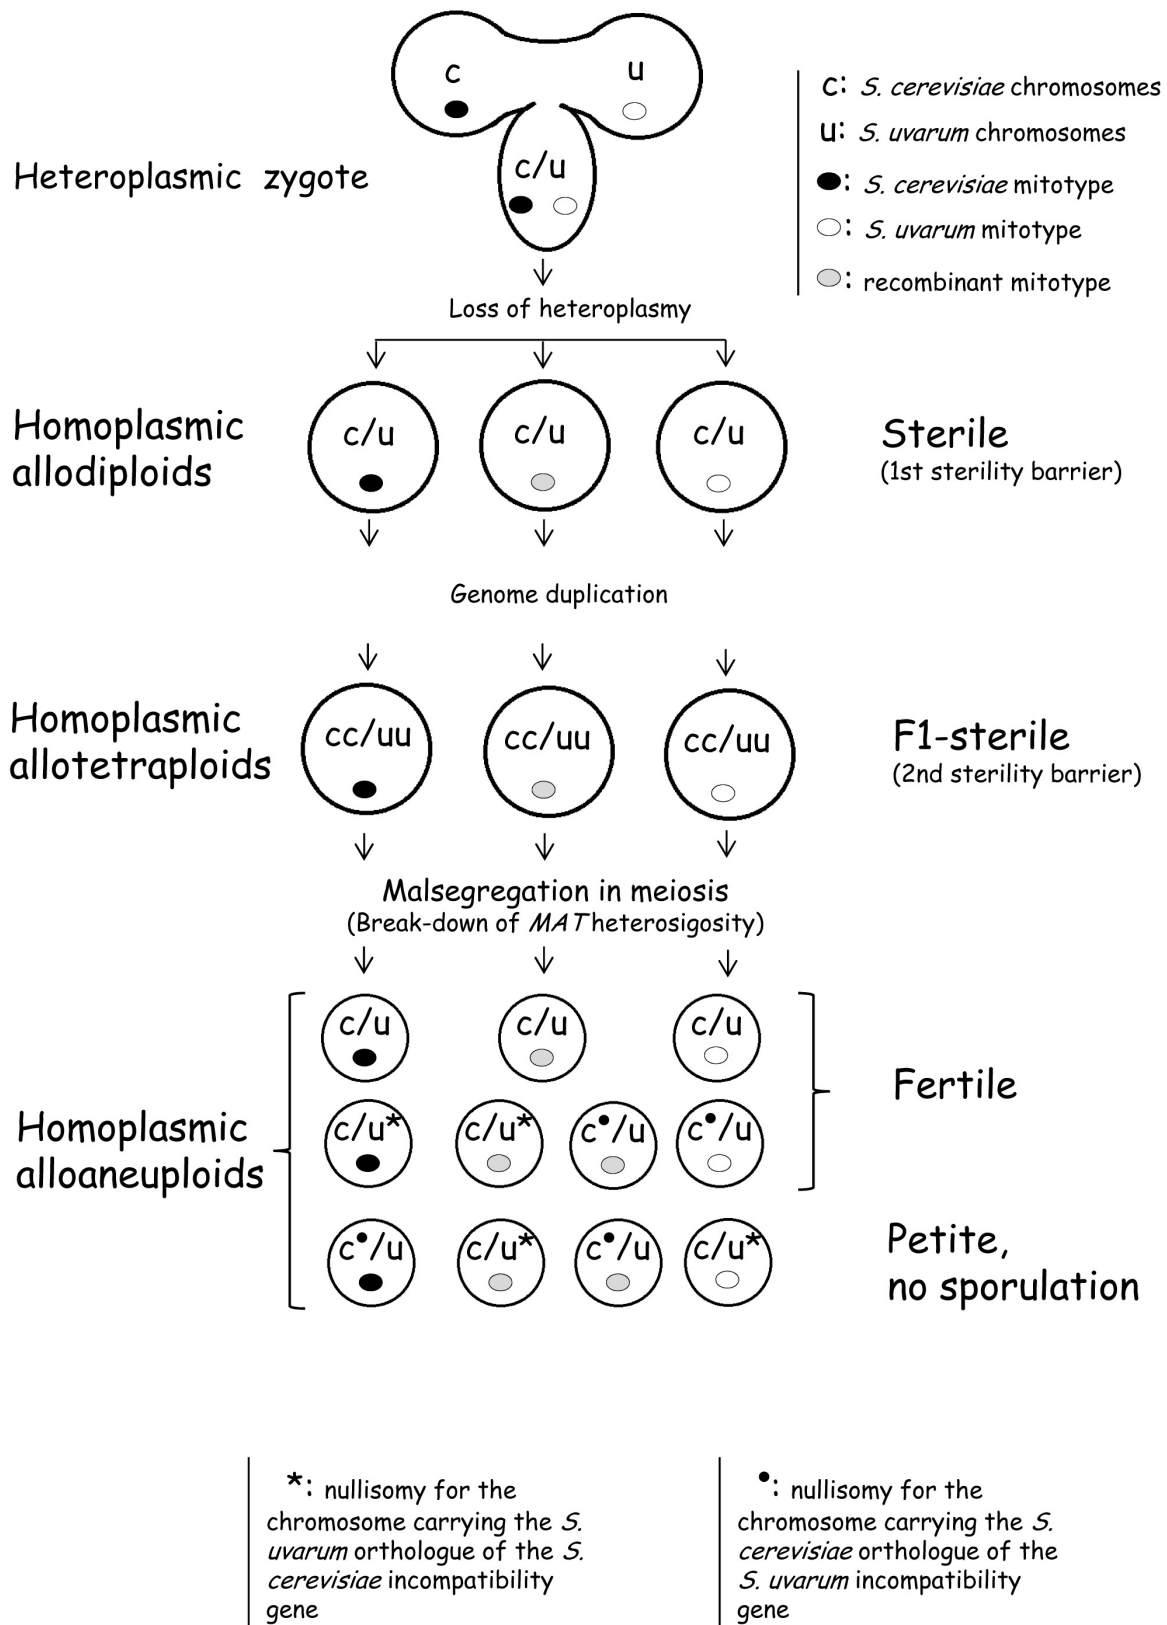 c
u
c/u
Heteroplasmic zygote
c: S. cerevisiae chromosomes
u: S. uvarum chromosomes
: S. cerevisiae mitotype
: S. uvarum mitotype
: recombinant mitotype
Loss of heteroplasmy
Homoplasmic
allodiploids
c/u
c/u
c/u
Sterile
(1st sterility barrier)
Genome duplication
Homoplasmic
allotetraploids
cc/uu
cc/uu
cc/uu
F1-sterile
(2nd sterility barrier)
Malsegregation in meiosis
(Break-down of MAT heterosigosity)
Homoplasmic
alloaneuploids
c/u
c/u
c/u
c/u*
c/u*
c•/u
c•/u
Fertile
c•/u
c/u*
c•/u
c/u*
Petite,
no sporulation
*: nullisomy for the
chromosome carrying the S.
uvarum orthologue of the S.
cerevisiae incompatibility
gene
•: nullisomy for the
chromosome carrying the S.
cerevisiae orthologue of the
S. uvarum incompatibility
gene